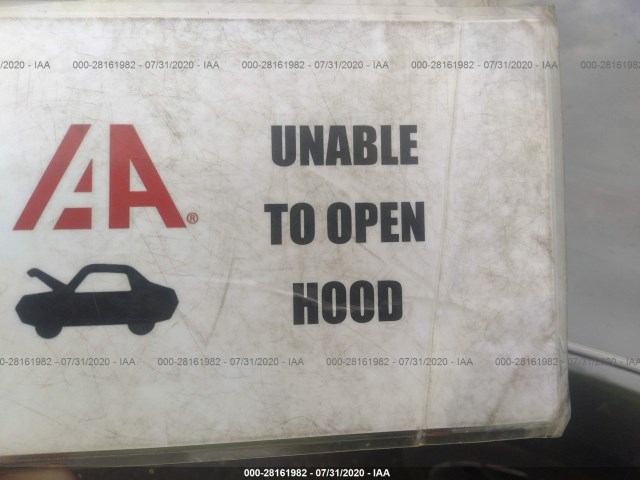 /2020 - IAA 000-28161982 - 07/31/2020 - IAA 000-28161982 - 07/31/2020 - IAA 000-28161982 - 07/31/2020 - IAA 000-28161982 - 07/31
IAA®
UNABLE
TO OPEN
HOOD
000-28161982 - 07/31/2020 - IAA 000-28161982 - 07/31/2020 - IAA 000-28161982 - 07/31/2020 - IAA 000-28161982 - 07/31/2020 - IAA
000-28161982 - 07/31/2020 - IAA